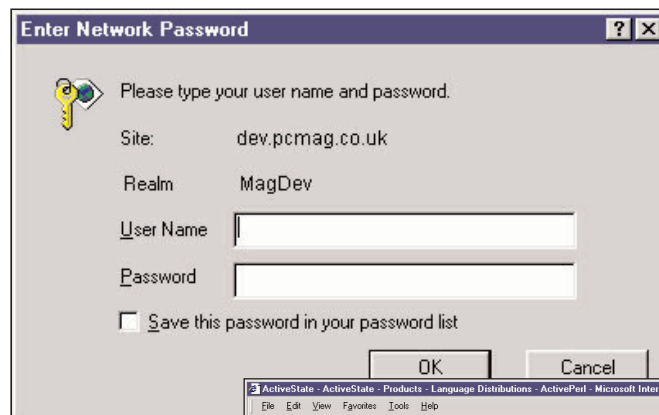 Enter Network Password
Please type your user name and password.
Site: dev.pcmag.co.uk
Realm MagDev
User Name
Password
Save this password in your password list
OK Cancel
ActiveState - ActiveState - Products - Language Distributions - ActivePerl - Microsoft Inter
File Edit View Favorites Tools Help